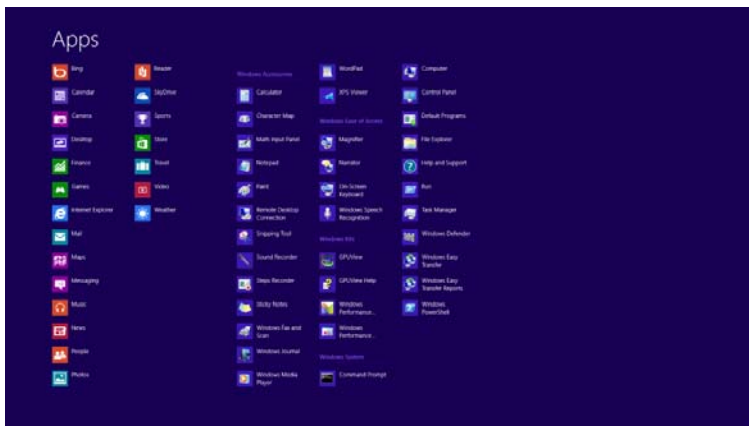 Apps
Bing
Calendar
Camera
Desktop
Finance
Games
Internet Explorer
Mail
Maps
Messaging
Music
News
People
Photos
Reader
SkyDrive
Sports
Store
Travel
Video
Weather
Windows Accessories
Calculator
Character Map
Math Input Panel
Notepad
Paint
Remote Desktop
Connection
Snipping Tool
Sound Recorder
Steps Recorder
Sticky Notes
Windows Fax and
Scan
Windows Journal
Windows Media
Player
WordPad
XPS Viewer
Windows Ease of Access
Magnifier
Narrator
On-Screen
Keyboard
Windows Speech
Recognition
Windows Kits
GPUView
GPUView Help
Windows
Performance...
Windows
Performance...
Windows System
Command Prompt
Computer
Control Panel
Default Programs
File Explorer
Help and Support
Run
Task Manager
Windows Defender
Windows Easy
Transfer
Windows Easy
Transfer Reports
Windows
PowerShell